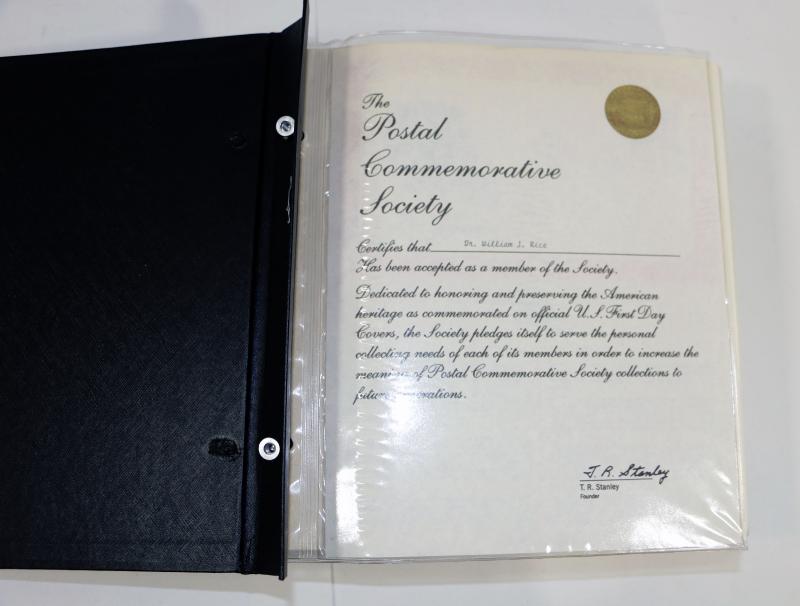 The
Postal
Commemorative
Society
Certifies that Dr. William J. Rice
Has been accepted as a member of the Society.
Dedicated to honoring and preserving the American
heritage as commemorated on official U.S. First Day
Covers, the Society pledges itself to serve the personal
collecting needs of each of its members in order to increase the
meaning of Postal Commemorative Society collections to
future generations.
T. R. Stanley
T. R. Stanley
Founder